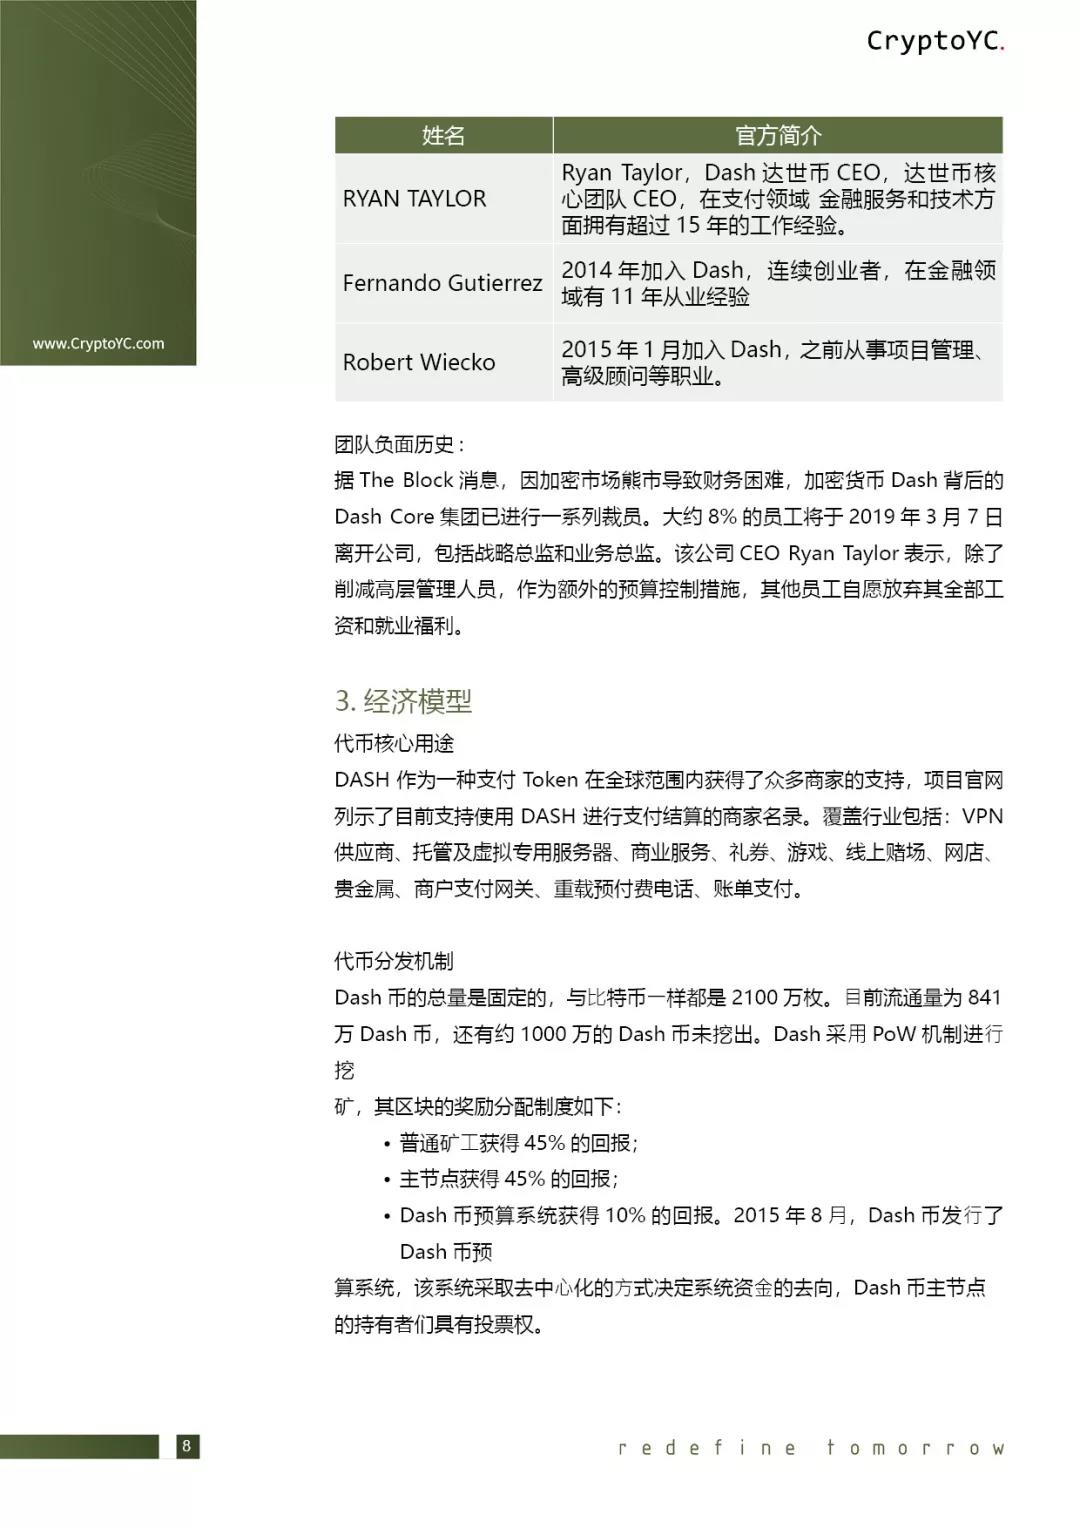 CryptoYC.
www.CryptoYC.com
姓名 官方简介
RYAN TAYLOR
Ryan Taylor，Dash 达世币 CEO，达世币核
心团队 CEO，在支付领域 金融服务和技术方
面拥有超过 15 年的工作经验。
Fernando Gutierrez
2014 年加入 Dash，连续创业者，在金融领
域有 11 年从业经验
Robert Wiecko
2015 年 1 月加入 Dash，之前从事项目管理、
高级顾问等职业。
团队负面历史：
据 The Block 消息，因加密市场熊市导致财务困难，加密货币 Dash 背后的
Dash Core 集团已进行一系列裁员。大约 8% 的员工将于 2019 年 3 月 7 日
离开公司，包括战略总监和业务总监。该公司 CEO Ryan Taylor 表示，除了
削减高层管理人员，作为额外的预算控制措施，其他员工自愿放弃其全部工
资和就业福利。
3. 经济模型
代币核心用途
DASH 作为一种支付 Token 在全球范围内获得了众多商家的支持，项目官网
列示了目前支持使用 DASH 进行支付结算的商家名录。覆盖行业包括：VPN
供应商、托管及虚拟专用服务器、商业服务、礼券、游戏、线上赌场、网店、
贵金属、商户支付网关、重载预付费电话、账单支付。
代币分发机制
Dash 币的总量是固定的，与比特币一样都是 2100 万枚。目前流通量为 841
万 Dash 币，还有约 1000 万的 Dash 币未挖出。Dash 采用 PoW 机制进行
挖
矿，其区块的奖励分配制度如下：
• 普通矿工获得 45% 的回报；
• 主节点获得 45% 的回报；
• Dash 币预算系统获得 10% 的回报。2015 年 8 月，Dash 币发行了
Dash 币预
算系统，该系统采取去中心化的方式决定系统资金的去向，Dash 币主节点
的持有者们具有投票权。
8
redefine tomorrow